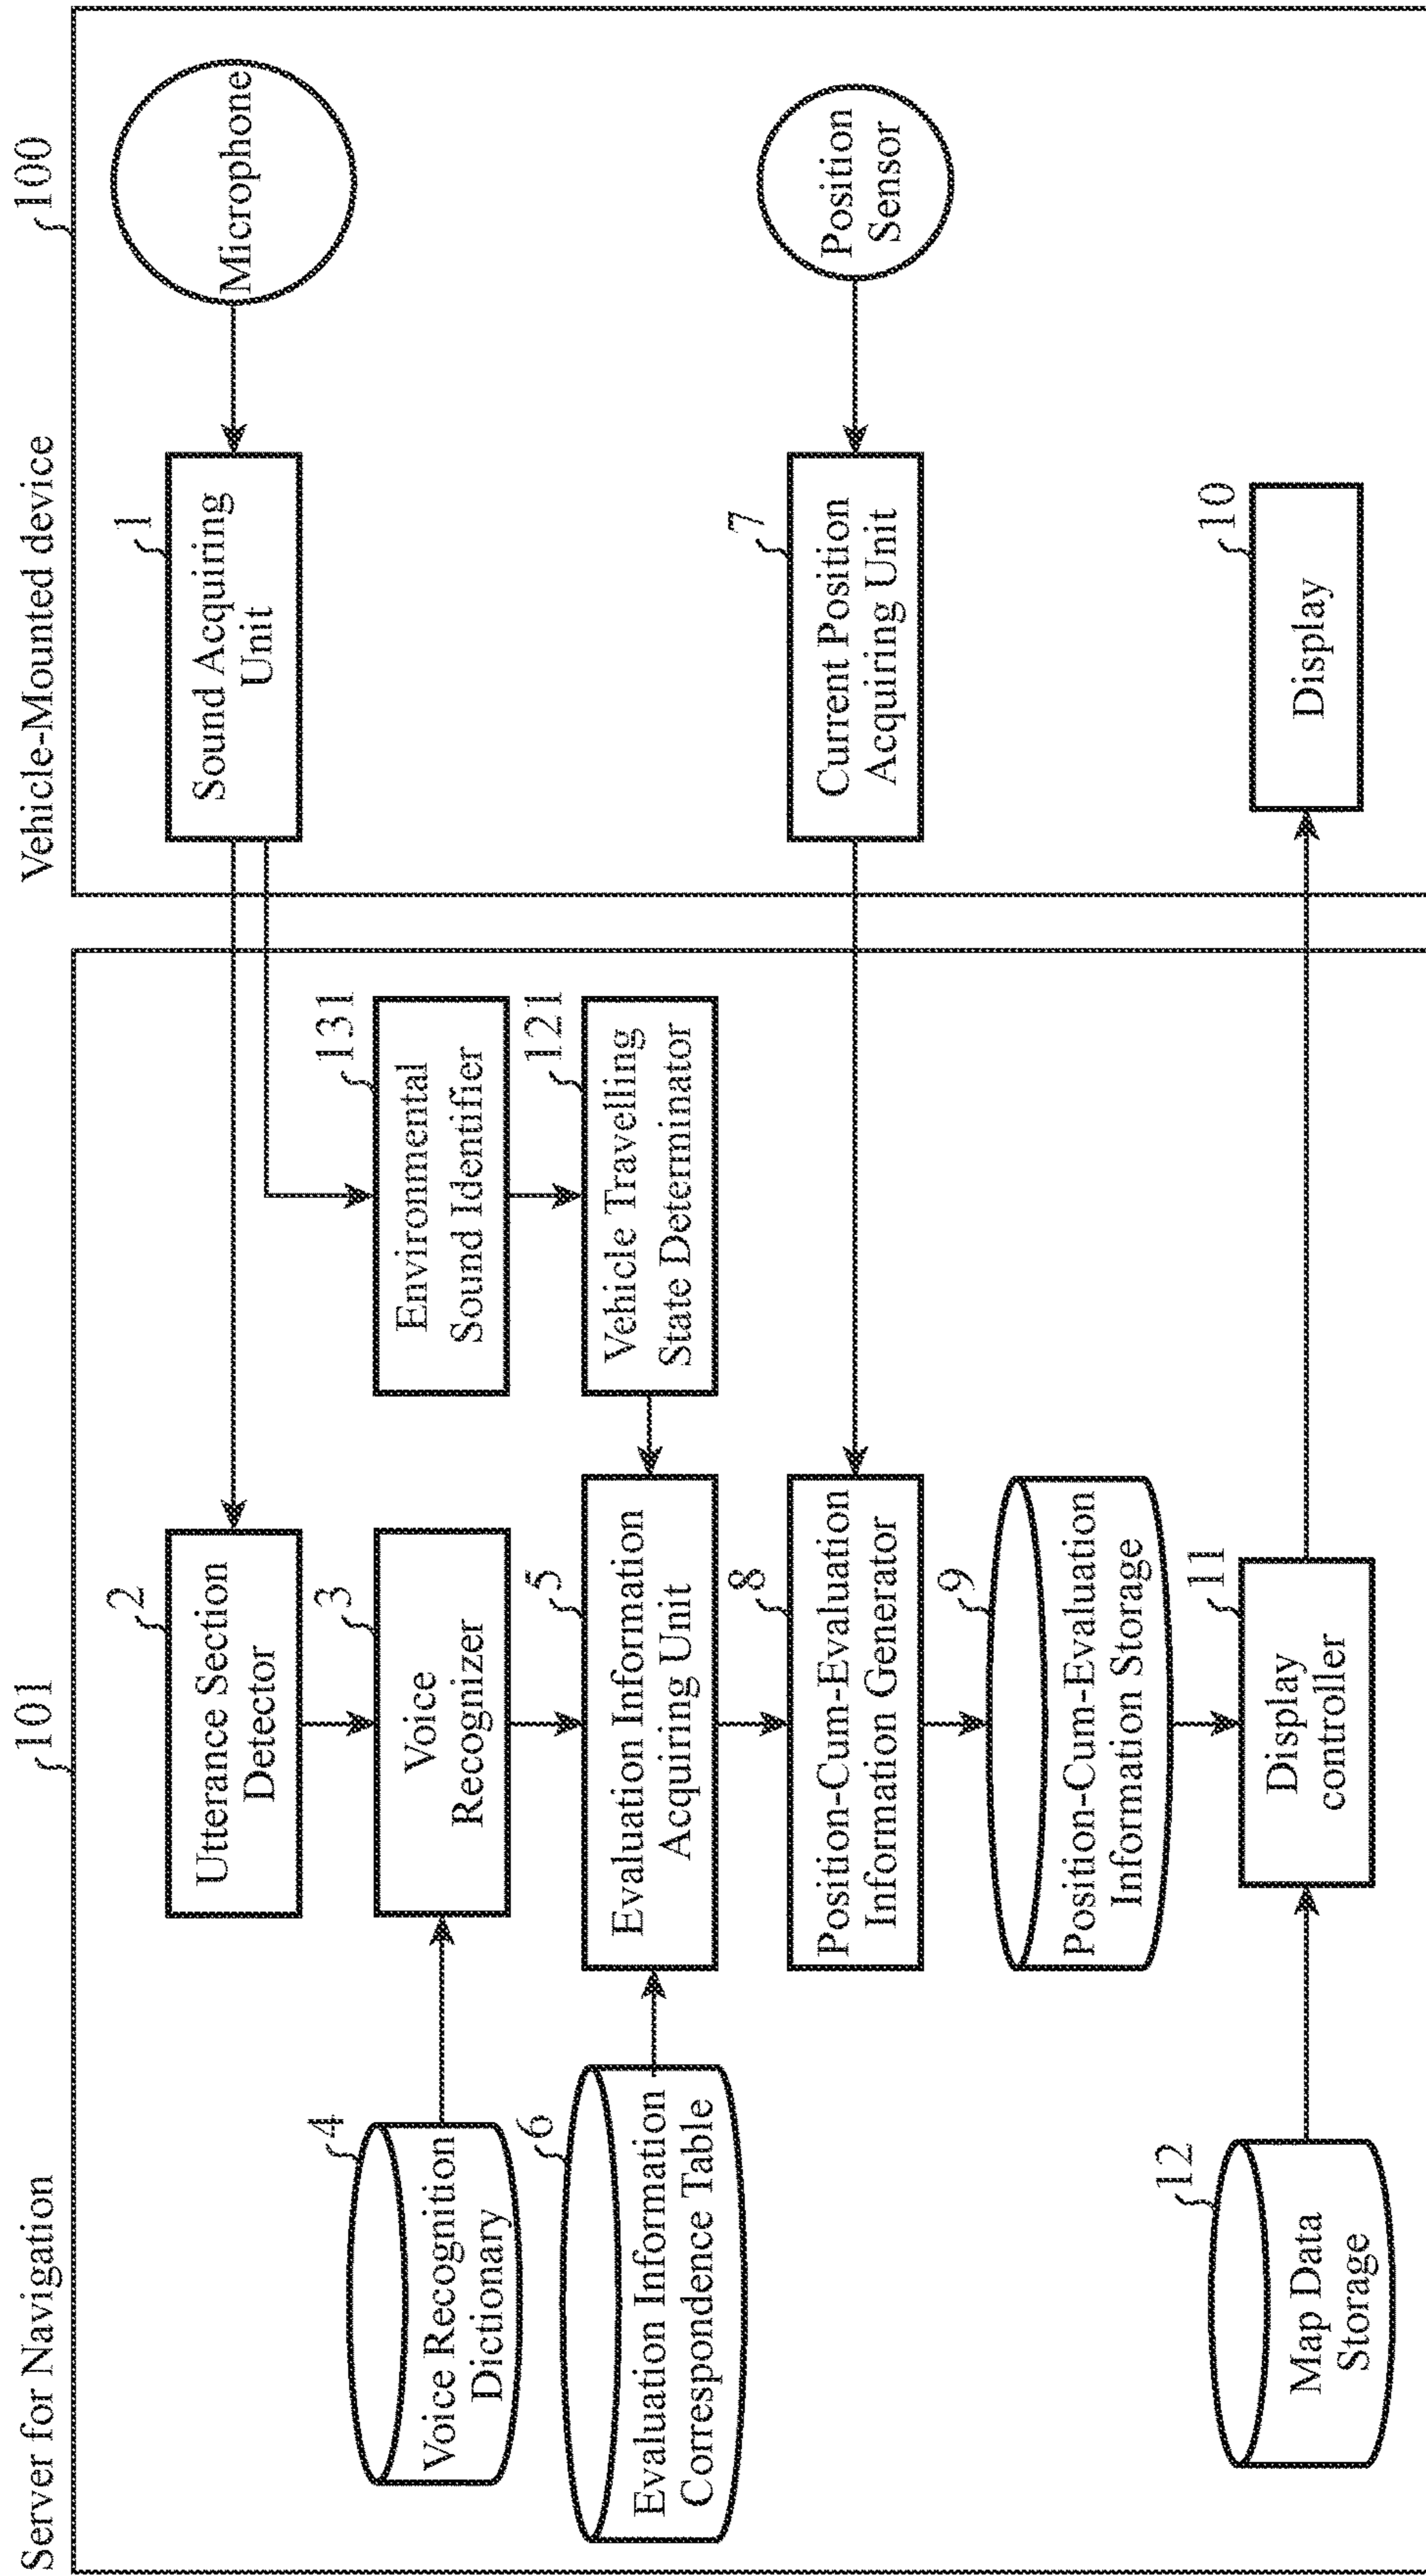 Server for Navigation
101
Vehicle-Mounted device
100
2
Utterance Section
Detector
1
Sound Acquiring
Unit
Microphone
4
Voice Recognition
Dictionary
3
Voice
Recognizer
131
Environmental
Sound Identifier
6
Evaluation Information
Correspondence Table
5
Evaluation Information
Acquiring Unit
121
Vehicle Travelling
State Determinator
8
Position-Cum-Evaluation
Information Generator
7
Current Position
Acquiring Unit
Position
Sensor
9
Position-Cum-Evaluation
Information Storage
12
Map Data
Storage
11
Display
controller
10
Display